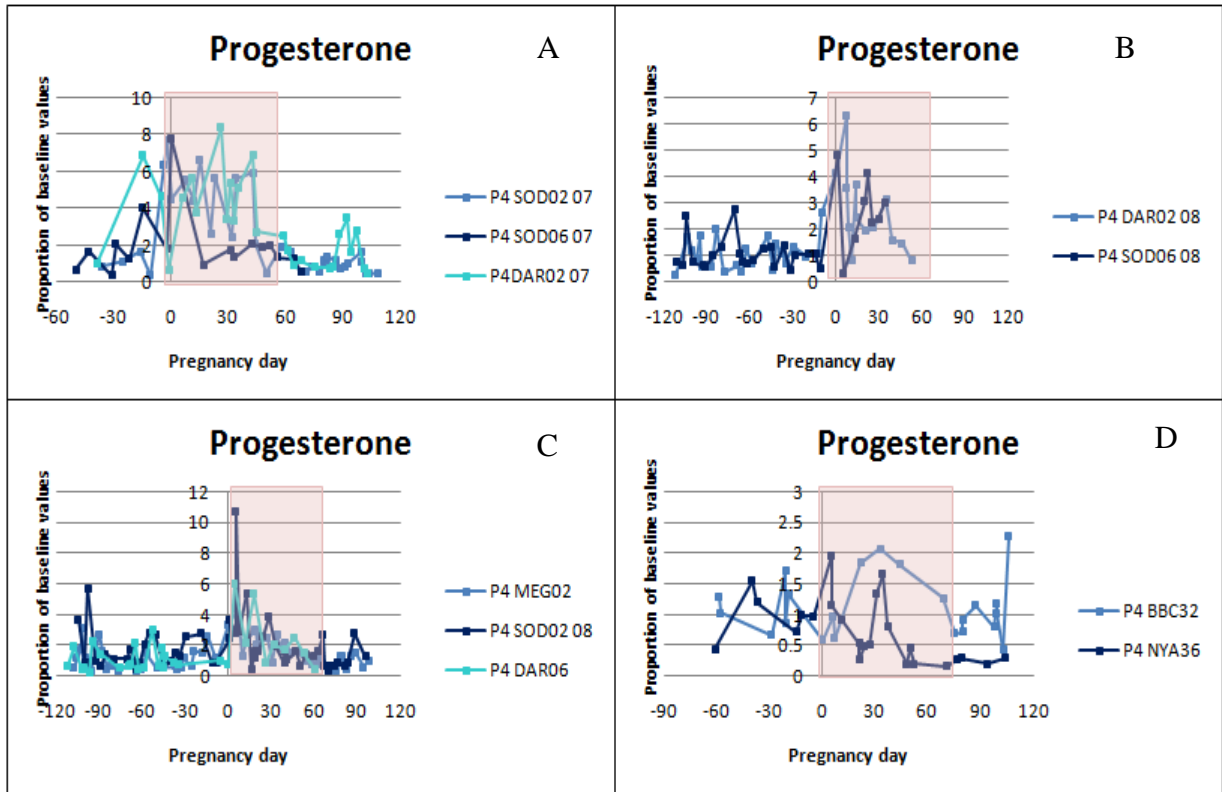 Progesterone
A
Proportion of baseline values
10
8
6
4
2
0
-60 -30 0 30 60 90 120
Pregnancy day
P4 SOD02 07
P4 SOD06 07
P4DAR02 07
Progesterone
B
Proportion of baseline values
7
6
5
4
3
2
1
0
-120 -90 -60 -30 0 30 60 90 120
Pregnancy day
P4 DAR02 08
P4 SOD06 08
Progesterone
C
Proportion of baseline values
12
10
8
6
4
2
0
-120 -90 -60 -30 0 30 60 90 120
Pregnancy day
P4 MEG02
P4 SOD02 08
P4 DAR06
Progesterone
D
Proportion of baseline values
3
2.5
2
1.5
1
0.5
0
-90 -60 -30 0 30 60 90 120
Pregnancy day
P4 BBC32
P4 NYA36